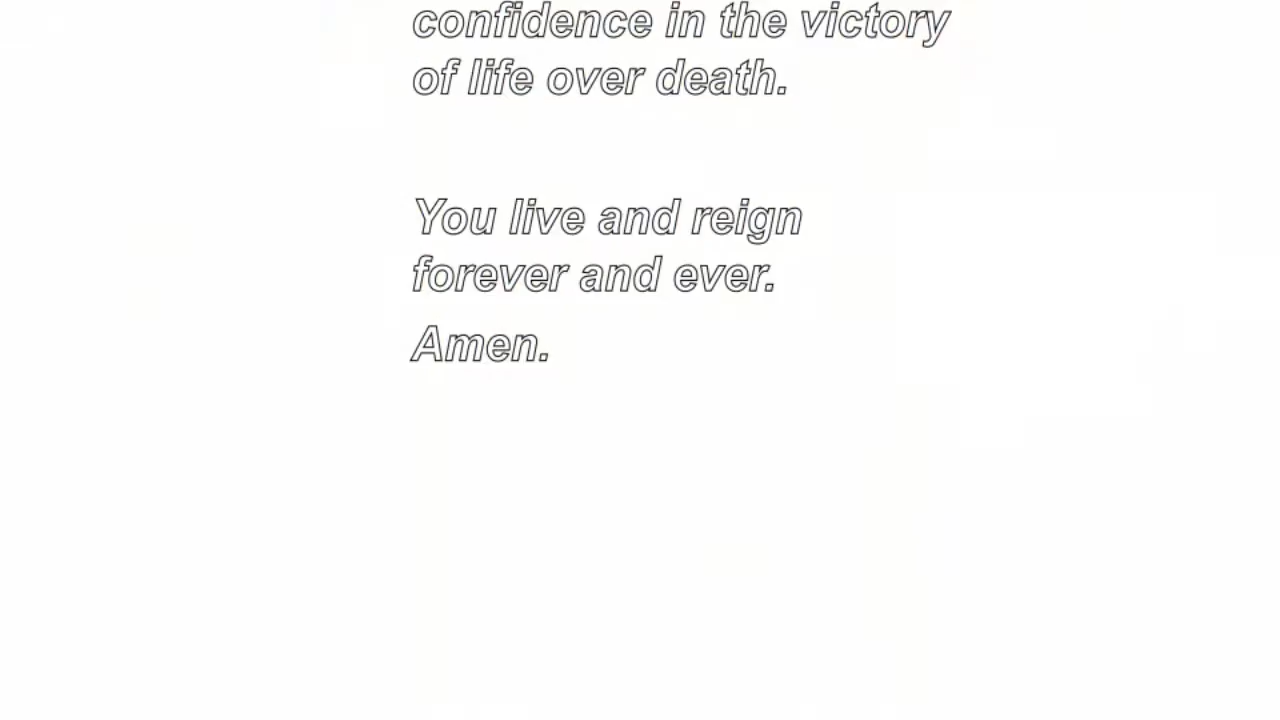 confidence in the victory
of life over death.
You live and reign
forever and ever.
Amen.